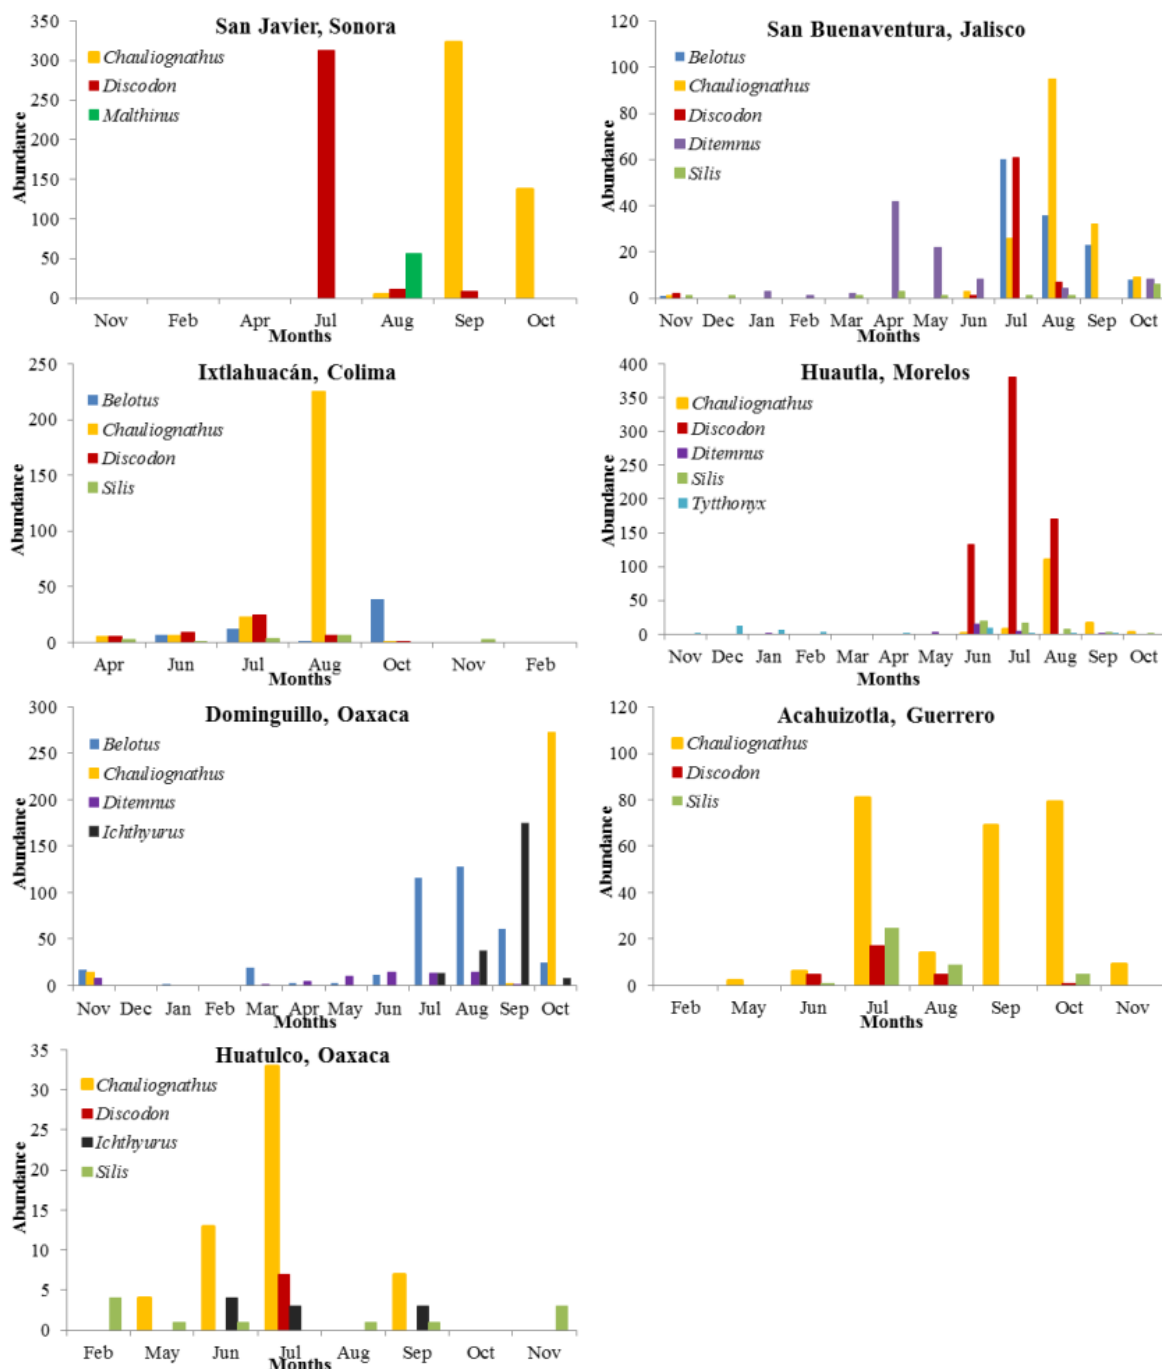 San Javier, Sonora
Abundance
350
300
250
200
150
100
50
0
Chauliognathus
Discodon
Malthinus
Nov Feb Apr Jul Aug Sep Oct
Months
San Buenaventura, Jalisco
Abundance
120
100
80
60
40
20
0
Belotus
Chauliognathus
Discodon
Ditemnus
Silis
Nov Dec Jan Feb Mar Apr May Jun Jul Aug Sep Oct
Months
Ixtlahuacán, Colima
Abundance
250
200
150
100
50
0
Belotus
Chauliognathus
Discodon
Silis
Apr Jun Jul Aug Oct Nov Feb
Months
Huautla, Morelos
Abundance
400
350
300
250
200
150
100
50
0
Chauliognathus
Discodon
Ditemnus
Silis
Tytthonyx
Nov Dec Jan Feb Mar Apr May Jun Jul Aug Sep Oct
Months
Dominguillo, Oaxaca
Abundance
300
250
200
150
100
50
0
Belotus
Chauliognathus
Ditemnus
Ichthyurus
Nov Dec Jan Feb Mar Apr May Jun Jul Aug Sep Oct
Months
Acahuizotla, Guerrero
Abundance
120
100
80
60
40
20
0
Chauliognathus
Discodon
Silis
Feb May Jun Jul Aug Sep Oct Nov
Months
Huatulco, Oaxaca
Abundance
35
30
25
20
15
10
5
0
Chauliognathus
Discodon
Ichthyurus
Silis
Feb May Jun Jul Aug Sep Oct Nov
Months